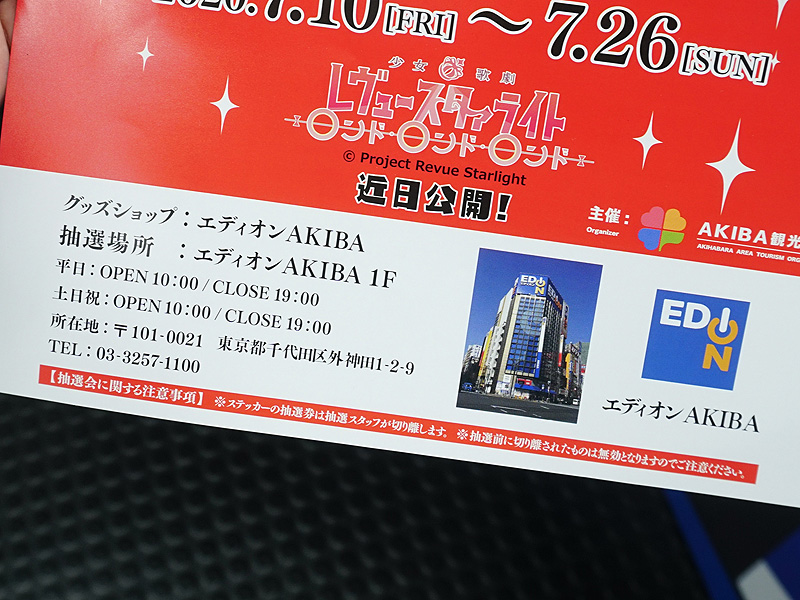 2020.7.10[FRI]〜7.26[SUN]
少女歌劇
レヴュースタァライト
ロンド・ロンド・ロンド
© Project Revue Starlight
近日公開!
主催:
Organizer
AKIBA観光
AKIHABARA AREA TOURISM
グッズショップ:エディオンAKIBA
抽選場所 :エディオンAKIBA 1F
平日:OPEN 10:00 / CLOSE 19:00
土日祝:OPEN 10:00 / CLOSE 19:00
所在地:〒101-0021 東京都千代田区外神田1-2-9
TEL:03-3257-1100
EDION
EDION
エディオンAKIBA
【抽選会に関する注意事項】 ※ステッカーの抽選券は抽選スタッフが切り離します。 ※抽選前に切り離されたものは無効となりますのでご注意ください。